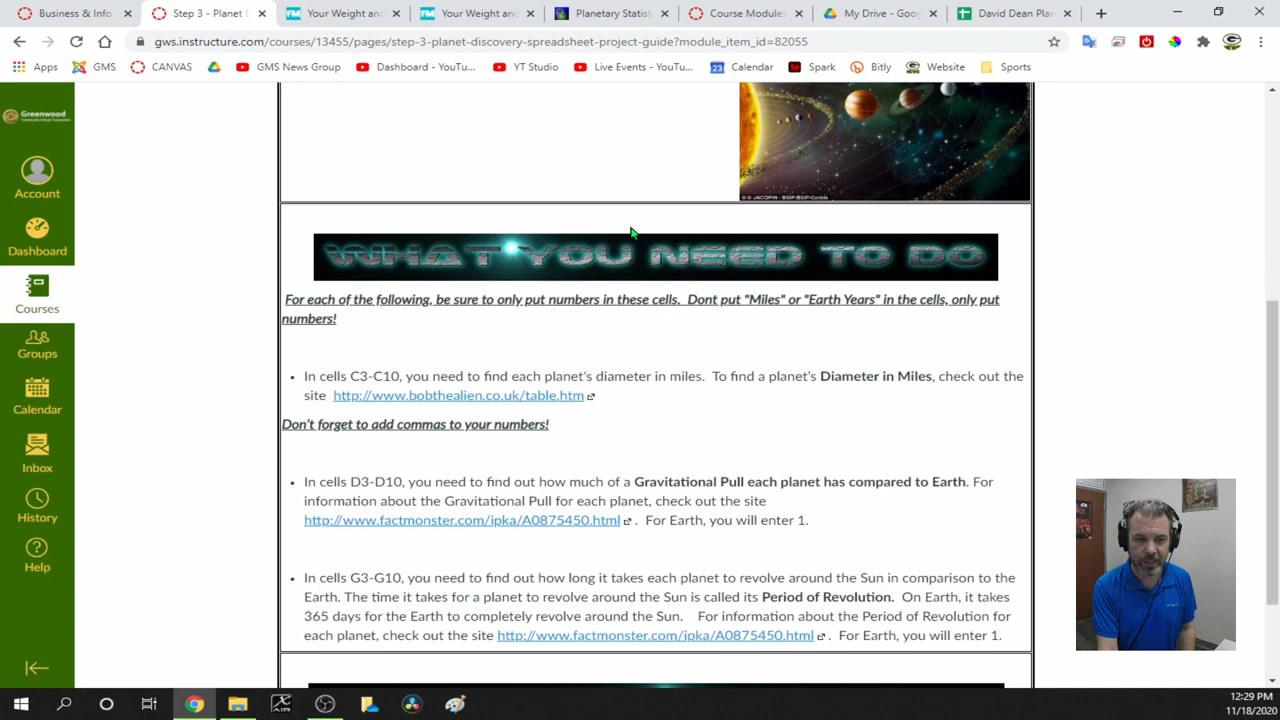 Business & Info
Step 3 - Planet D
Your Weight and
Your Weight and
Planetary Statist
Course Modules
My Drive - Goog
David Dean Plan
gws.instructure.com/courses/13455/pages/step-3-planet-discovery-spreadsheet-project-guide?module_item_id=82055
Apps
GMS
CANVAS
GMS News Group
Dashboard - YouTu...
YT Studio
Live Events - YouTu...
23
Calendar
Sp
Spark
Bitly
Website
Sports
Greenwood
Account
Dashboard
Courses
Groups
Calendar
Inbox
History
Help
WHAT YOU NEED TO DO
For each of the following, be sure to only put numbers in these cells. Dont put "Miles" or "Earth Years" in the cells, only put
numbers!
• In cells C3-C10, you need to find each planet's diameter in miles. To find a planet's Diameter in Miles, check out the
site http://www.bobthealien.co.uk/table.htm
Don't forget to add commas to your numbers!
• In cells D3-D10, you need to find out how much of a Gravitational Pull each planet has compared to Earth. For
information about the Gravitational Pull for each planet, check out the site
http://www.factmonster.com/ipka/A0875450.html . For Earth, you will enter 1.
• In cells G3-G10, you need to find out how long it takes each planet to revolve around the Sun in comparison to the
Earth. The time it takes for a planet to revolve around the Sun is called its Period of Revolution. On Earth, it takes
365 days for the Earth to completely revolve around the Sun. For information about the Period of Revolution for
each planet, check out the site http://www.factmonster.com/ipka/A0875450.html . For Earth, you will enter 1.
12:29 PM
11/18/2020